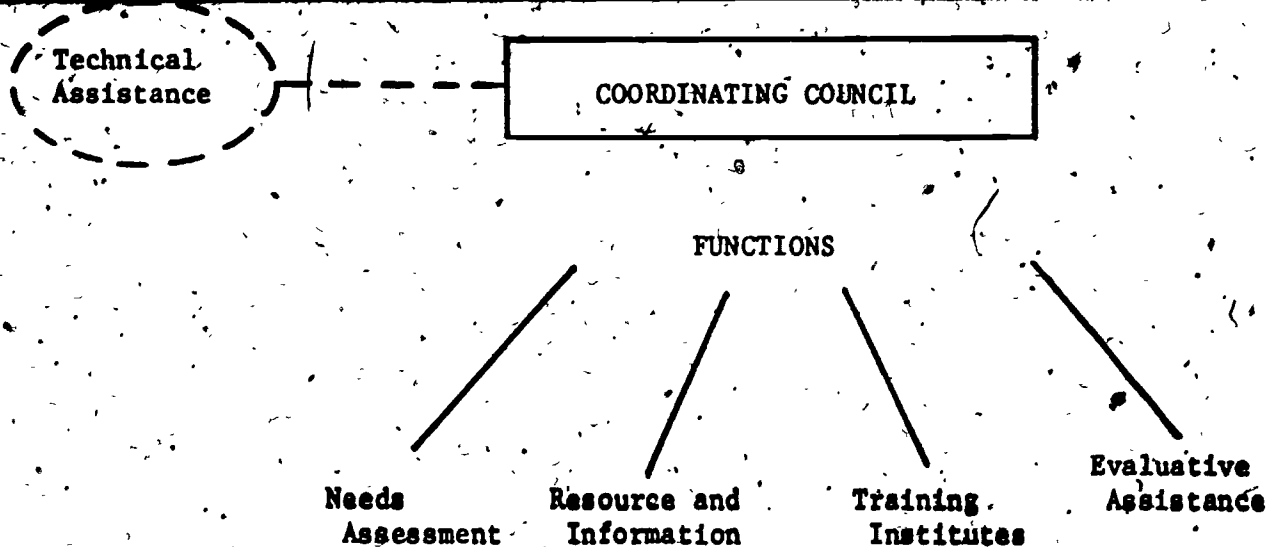 Technical
Assistance
COORDINATING COUNCIL
FUNCTIONS
Needs
Assessment
Resource and
Information
Training
Institutes
Evaluative
Assistance